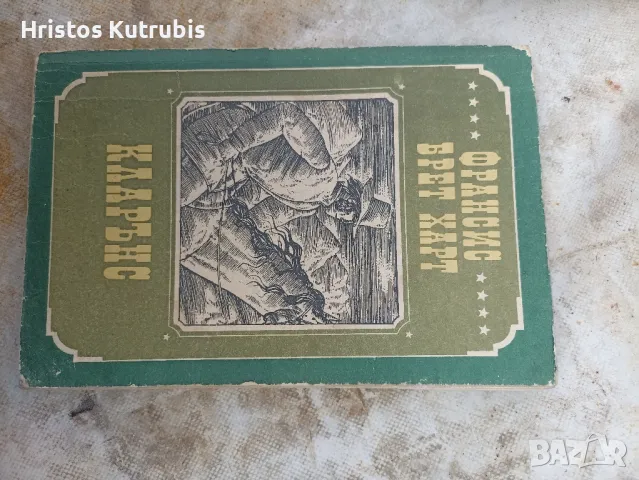 Hristos Kutrubis
ФРАНСИС
БРЕТ ХАРТ
КЛАРЪНС
BAZAR